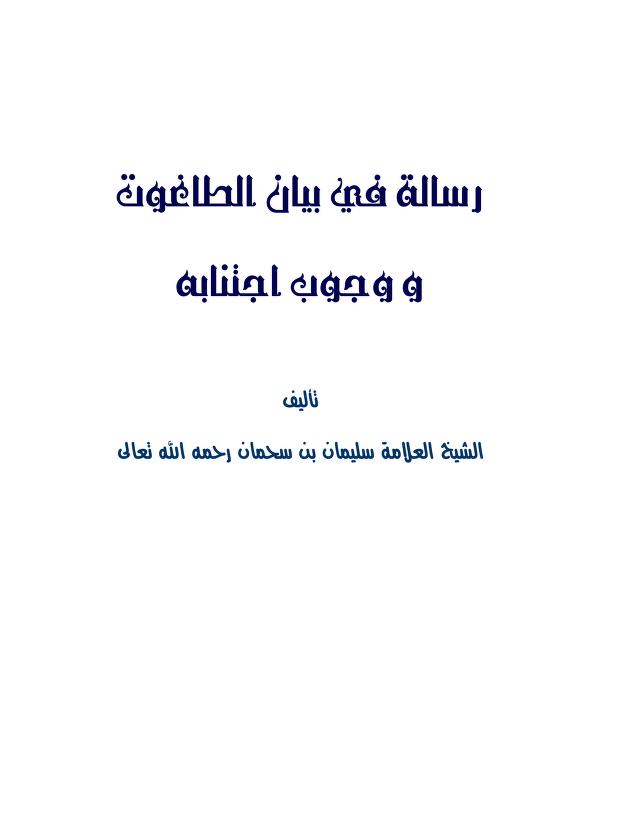 رسالة في بيان الطاغوت
و وجوب اجتنابه
تأليف
الشيخ العلامة سليمان بن سحمان رحمه الله تعالى